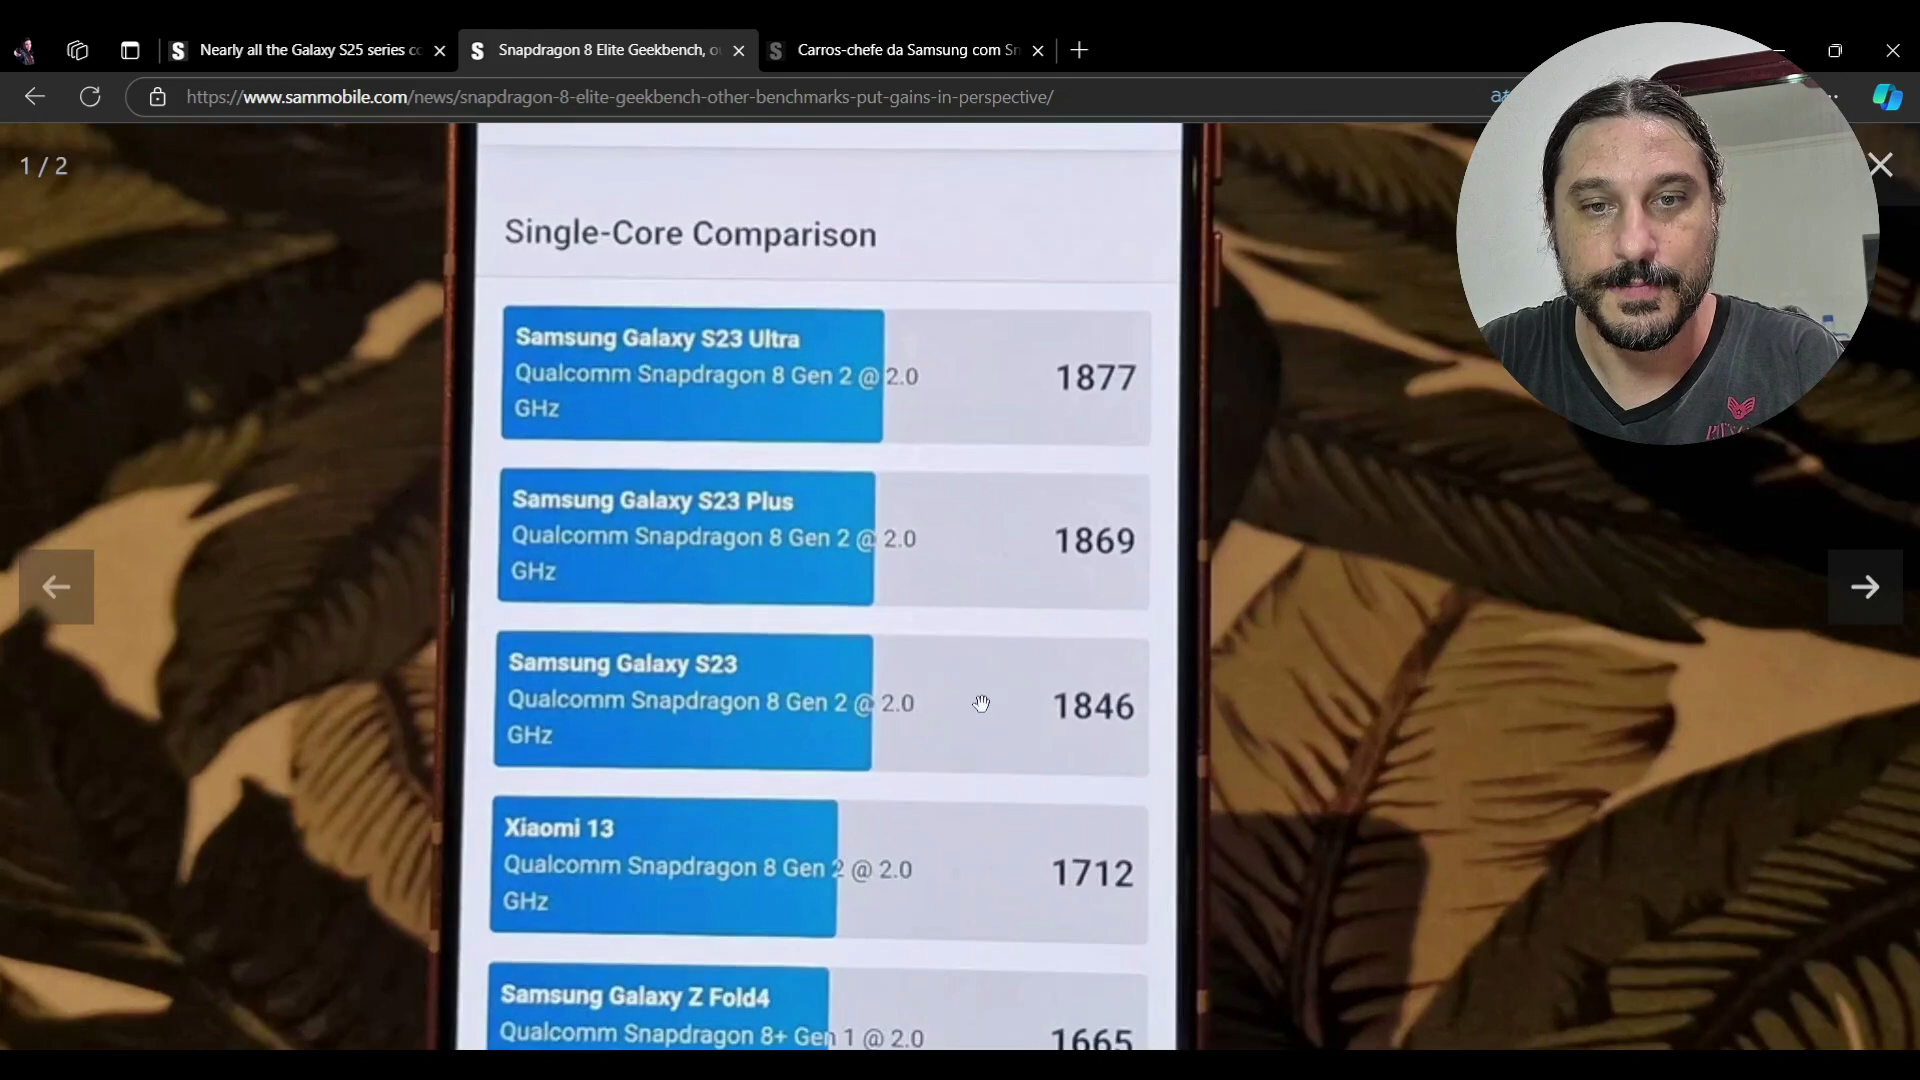 Nearly all the Galaxy S25 series
Snapdragon 8 Elite Geekbench,
Carros-chefe da Samsung com
https://www.sammobile.com/news/snapdragon-8-elite-geekbench-other-benchmarks-put-gains-in-perspective/
1 / 2
Single-Core Comparison
Samsung Galaxy S23 Ultra
Qualcomm Snapdragon 8 Gen 2 @ 2.0
GHz
1877
Samsung Galaxy S23 Plus
Qualcomm Snapdragon 8 Gen 2 @ 2.0
GHz
1869
Samsung Galaxy S23
Qualcomm Snapdragon 8 Gen 2 @ 2.0
GHz
1846
Xiaomi 13
Qualcomm Snapdragon 8 Gen 2 @ 2.0
GHz
1712
Samsung Galaxy Z Fold4
Qualcomm Snapdragon 8+ Gen 1 @ 2.0
1665